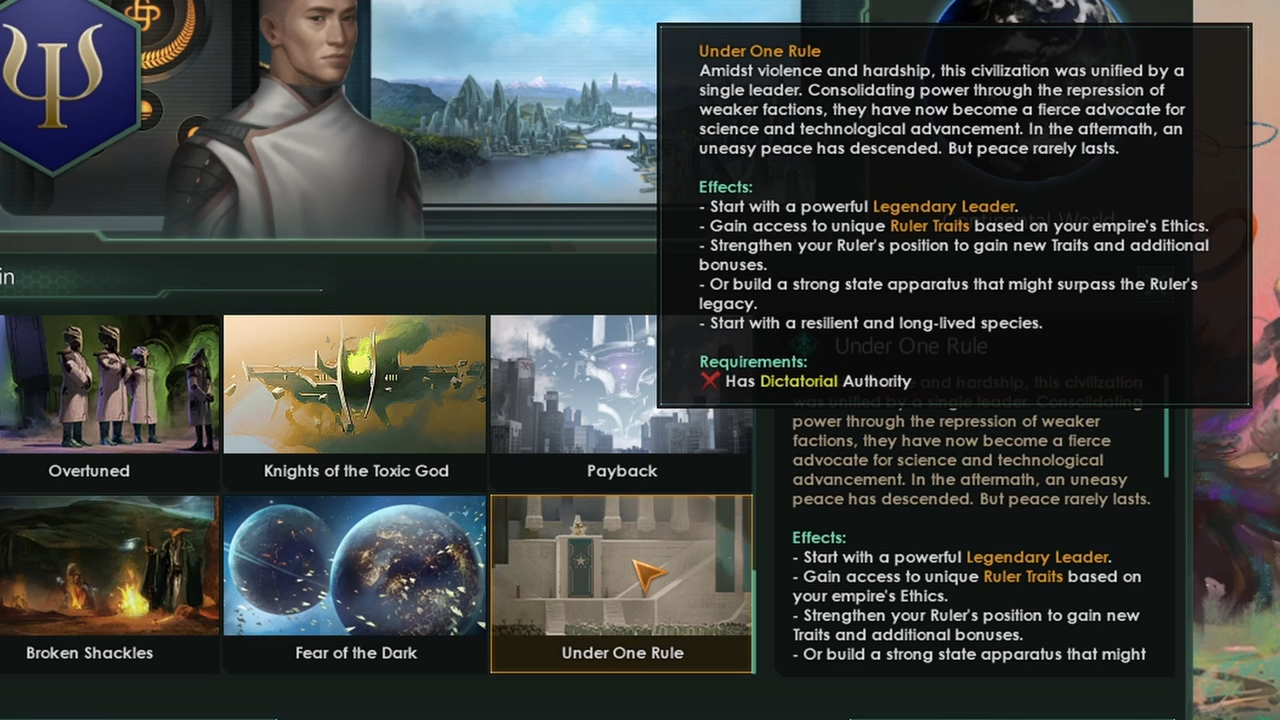 Under One Rule
Amidst violence and hardship, this civilization was unified by a
single leader. Consolidating power through the repression of
weaker factions, they have now become a fierce advocate for
science and technological advancement. In the aftermath, an
uneasy peace has descended. But peace rarely lasts.
Effects:
- Start with a powerful Legendary Leader.
- Gain access to unique Ruler Traits based on your empire's Ethics.
- Strengthen your Ruler's position to gain new Traits and additional
bonuses.
- Or build a strong state apparatus that might surpass the Ruler's
legacy.
- Start with a resilient and long-lived species.
Requirements:
Has Dictatorial Authority
in
Overtuned
Knights of the Toxic God
Payback
Broken Shackles
Fear of the Dark
Under One Rule
World
Under One Rule
and hardship, this civilization
was unified by a single leader. Consolidating
power through the repression of weaker
factions, they have now become a fierce
advocate for science and technological
advancement. In the aftermath, an uneasy
peace has descended. But peace rarely lasts.
Effects:
- Start with a powerful Legendary Leader.
- Gain access to unique Ruler Traits based on
your empire's Ethics.
- Strengthen your Ruler's position to gain new
Traits and additional bonuses.
- Or build a strong state apparatus that might